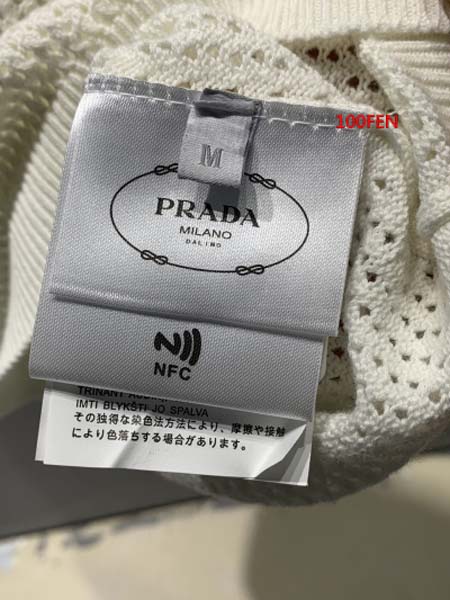 100FEN
M
PRADA
MILANO
DAL 1913
NFC
IMTI BLYKŠTI JO SPALVA
その独得な染色法方法により、摩擦や接触
により色落ちする場合があります。